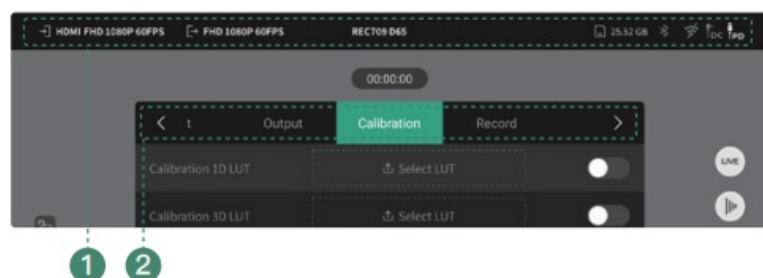 HDMI FHD 1080P 60FPS FHD 1080P 60FPS REC709 D65 25.52 GB DC PD
00:00:00
t Output Calibration Record
Calibration 1D LUT Select LUT
LIVE
Calibration 3D LUT Select LUT
1 2